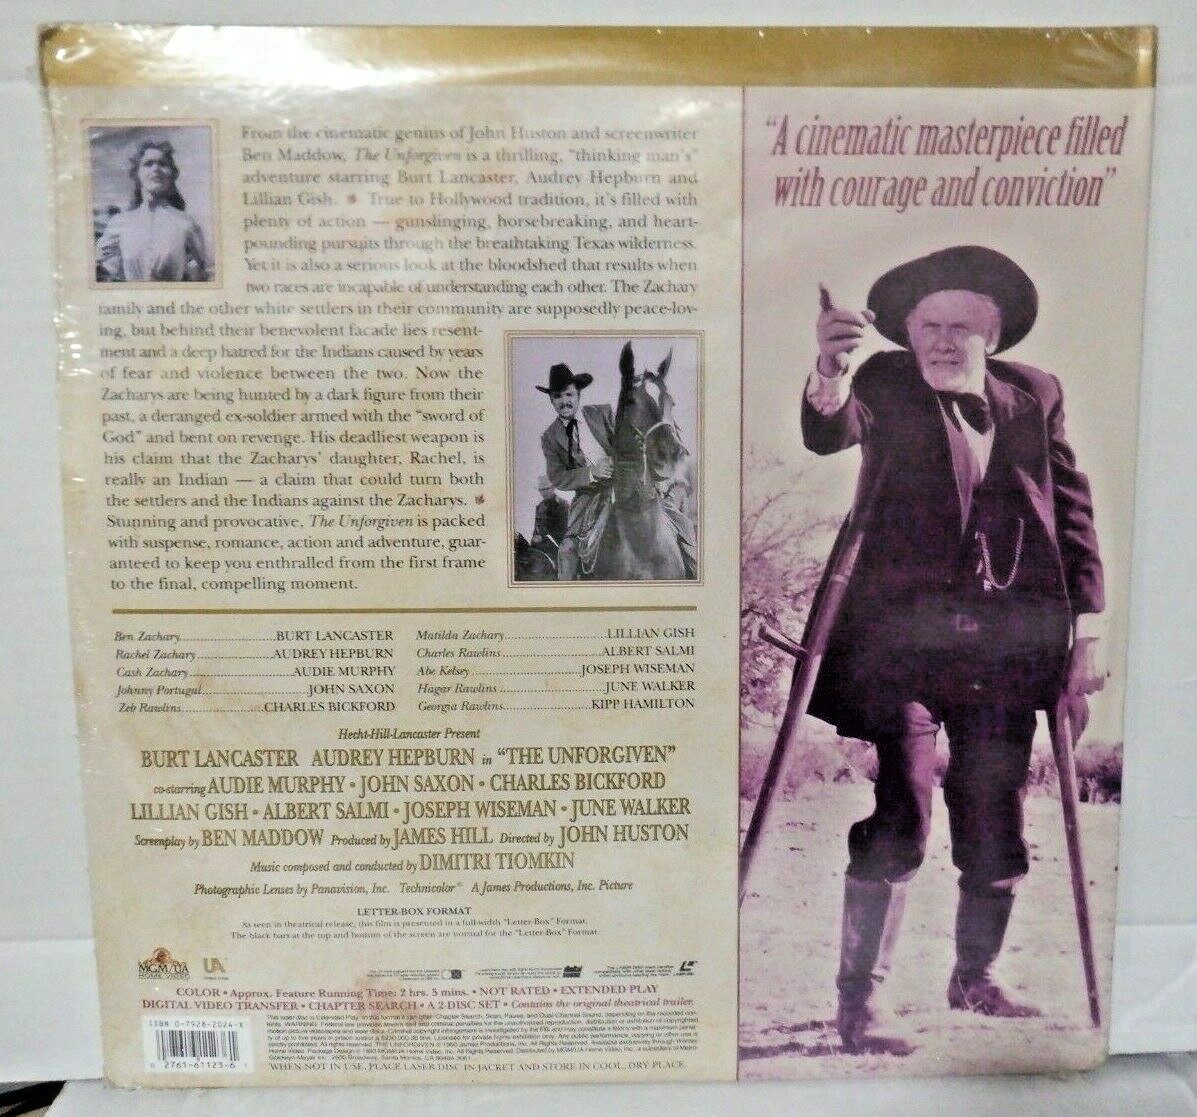 From the cinematic genius of John Huston and screenwriter
Ben Maddow, The Unforgiven is a thrilling, "thinking man's"
adventure starring Burt Lancaster, Audrey Hepburn and
Lillian Gish. True to Hollywood tradition, it's filled with
plenty of action — gunslinging, horsebreaking, and heart-
pounding pursuits through the breathtaking Texas wilderness.
Yet it is also a serious look at the bloodshed that results when
two races are incapable of understanding each other. The Zachary
family and the other white settlers in their community are supposedly peace-lov-
ing, but behind their benevolent facade lies resent-
ment and a deep hatred for the Indians caused by years
of fear and violence between the two. Now the
Zacharys are being hunted by a dark figure from their
past, a deranged ex-soldier armed with the "sword of
God" and bent on revenge. His deadliest weapon is
his claim that the Zacharys' daughter, Rachel, is
really an Indian — a claim that could turn both
the settlers and the Indians against the Zacharys.
Stunning and provocative, The Unforgiven is packed
with suspense, romance, action and adventure, guar-
anteed to keep you enthralled from the first frame
to the final, compelling moment.
"A cinematic masterpiece filled
with courage and conviction"
Ben Zachary BURT LANCASTER
Rachel Zachary AUDREY HEPBURN
Cash Zachary AUDIE MURPHY
Johnny Portugal JOHN SAXON
Zeb Rawlins CHARLES BICKFORD
Matilda Zachary LILLIAN GISH
Charles Rawlins ALBERT SALMI
Abe Kelsey JOSEPH WISEMAN
Hagar Rawlins JUNE WALKER
Georgia Rawlins KIPP HAMILTON
Hecht-Hill-Lancaster Present
BURT LANCASTER AUDREY HEPBURN in "THE UNFORGIVEN"
co-starring AUDIE MURPHY • JOHN SAXON • CHARLES BICKFORD
LILLIAN GISH • ALBERT SALMI • JOSEPH WISEMAN • JUNE WALKER
Screenplay by BEN MADDOW Produced by JAMES HILL Directed by JOHN HUSTON
Music composed and conducted by DIMITRI TIOMKIN
Photographic Lenses by Panavision, Inc. Technicolor® A James Productions, Inc. Picture
LETTER-BOX FORMAT
As seen in theatrical release, this film is presented in a full-width "Letter-Box" Format.
The black bars at the top and bottom of the screen are normal for the "Letter-Box" Format.
MGM/UA
HOME VIDEO
UA
COLOR • Approx. Feature Running Time: 2 hrs. 5 mins. • NOT RATED • EXTENDED PLAY
DIGITAL VIDEO TRANSFER • CHAPTER SEARCH • A 2-DISC SET • Contains the original theatrical trailer.
ISBN 0-7928-2024-X
0 2761-61123-6 1
WHEN NOT IN USE, PLACE LASER DISC IN JACKET AND STORE IN COOL, DRY PLACE.